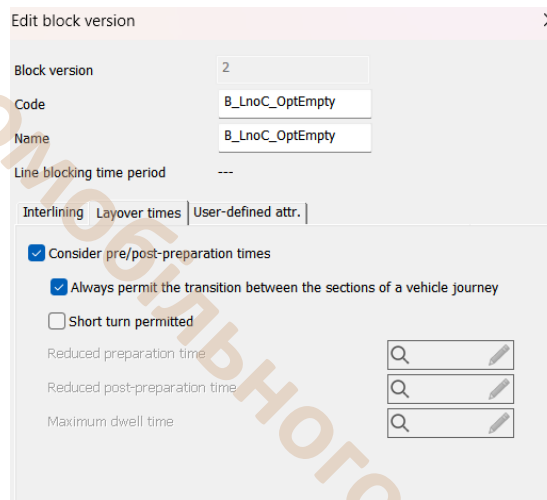 Edit block version
Block version 2
Code B_LnoC_OptEmpty
Name B_LnoC_OptEmpty
Line blocking time period ---
Interlining Layover times User-defined attr.
Consider pre/post-preparation times
Always permit the transition between the sections of a vehicle journey
Short turn permitted
Reduced preparation time
Reduced post-preparation time
Maximum dwell time
омобільного